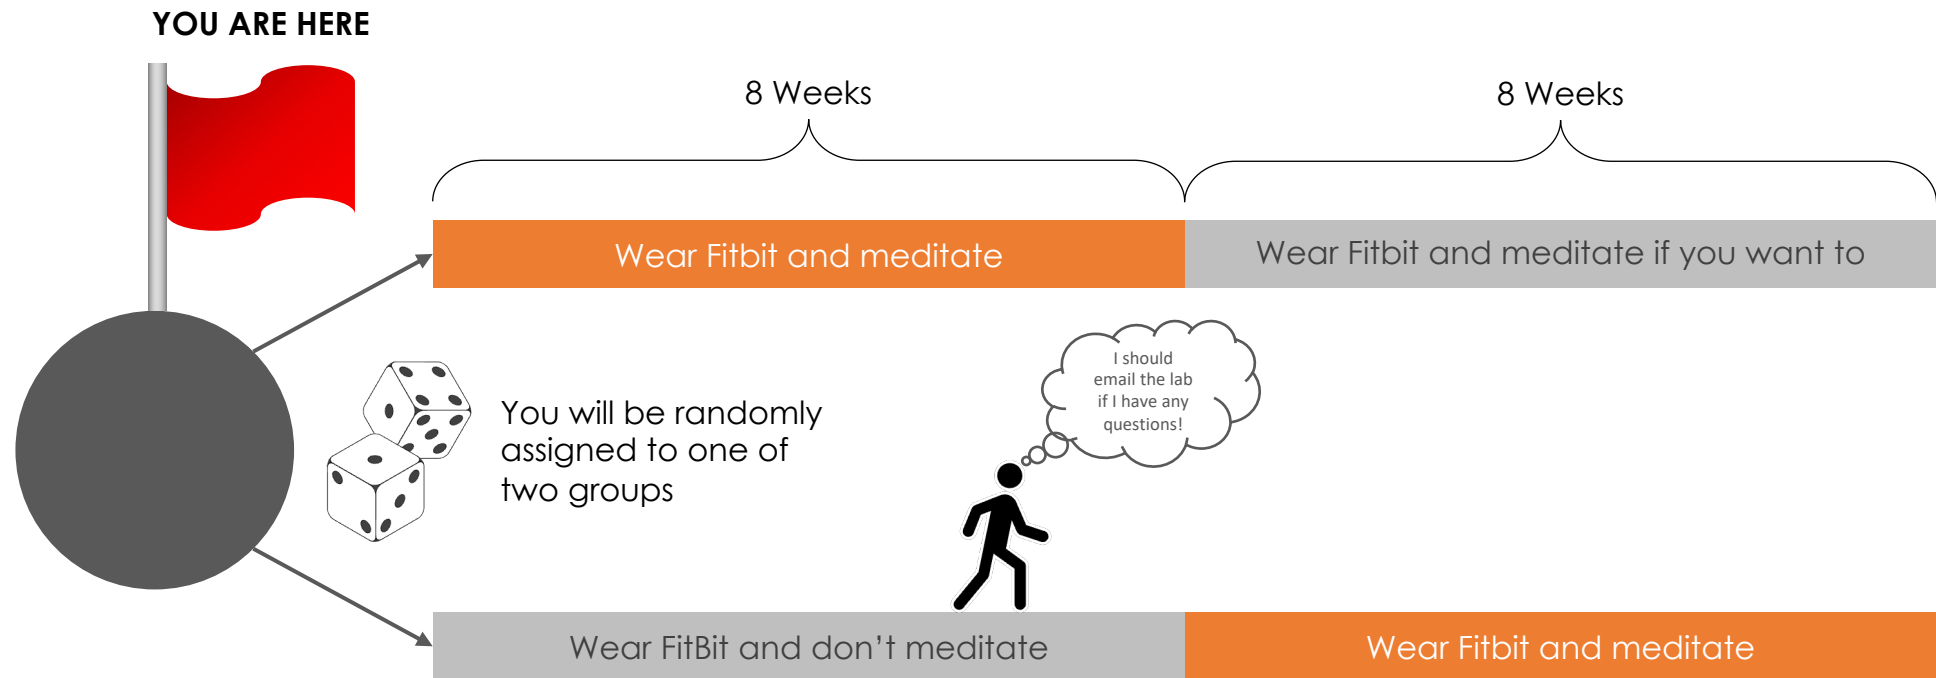 YOU ARE HERE
8 Weeks
8 Weeks
Wear Fitbit and meditate
Wear Fitbit and meditate if you want to
I should
email the lab
if I have any
questions!
You will be randomly
assigned to one of
two groups
Wear FitBit and don’t meditate
Wear Fitbit and meditate